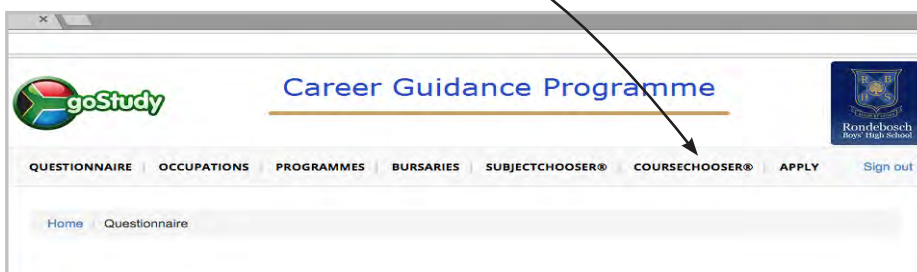 goStudy
Career Guidance Programme
R B
H S
Rondebosch
Boys' High School
QUESTIONNAIRE | OCCUPATIONS | PROGRAMMES | BURSARIES | SUBJECTCHOOSER® | COURSECHOOSER® | APPLY Sign out
Home | Questionnaire